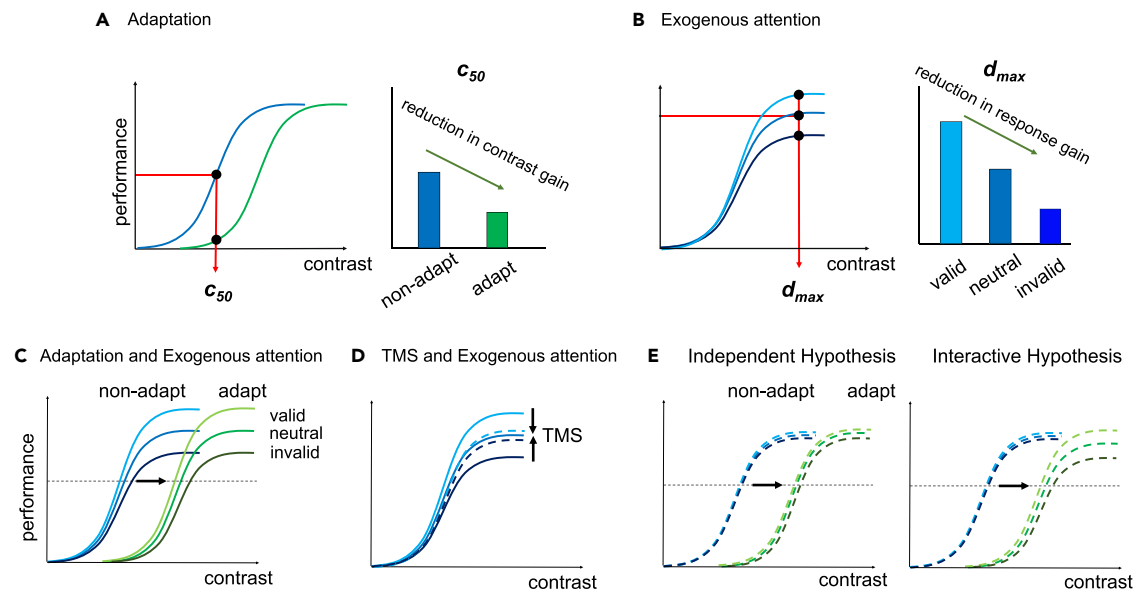 A Adaptation
performance
contrast
c50
c50
reduction in contrast gain
non-adapt
adapt
B Exogenous attention
contrast
dmax
dmax
reduction in response gain
valid
neutral
invalid
C Adaptation and Exogenous attention
non-adapt adapt
valid
neutral
invalid
performance
contrast
D TMS and Exogenous attention
TMS
contrast
E Independent Hypothesis Interactive Hypothesis
non-adapt adapt
contrast
contrast